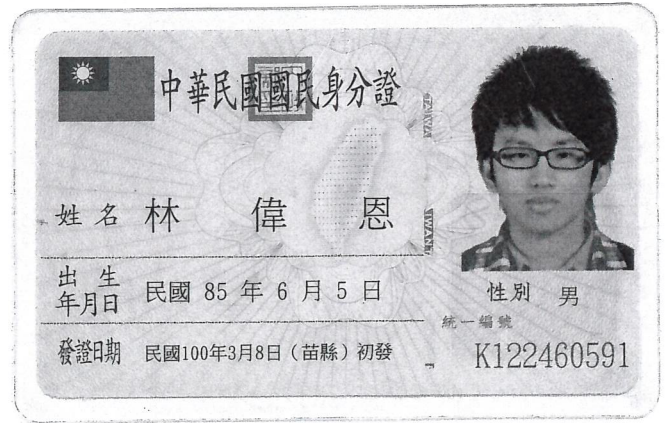 中華民國國民身分證
TAIWAN
姓名 林 偉 恩
出生年月日 民國 85 年 6 月 5 日
性別 男
統一編號
發證日期 民國100年3月8日(苗縣)初發
K122460591